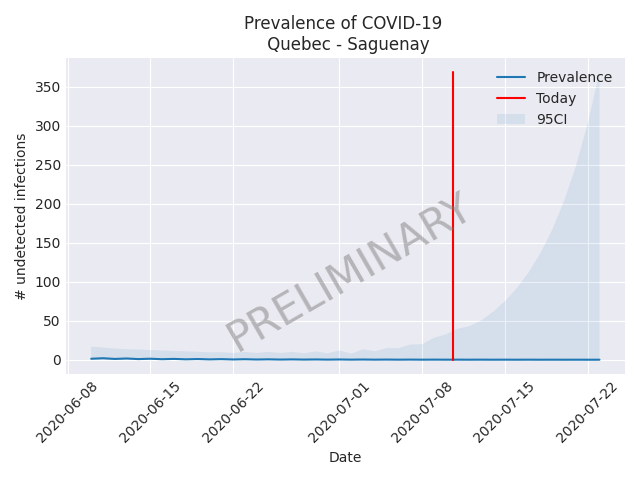 Prevalence of COVID-19
Quebec - Saguenay
Prevalence
Today
95CI
350
300
250
200
150
100
50
0
# undetected infections
PRELIMINARY
2020-06-08
2020-06-15
2020-06-22
2020-07-01
2020-07-08
2020-07-15
2020-07-22
Date